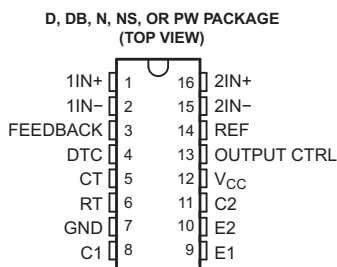 D, DB, N, NS, OR PW PACKAGE
(TOP VIEW)
1IN+ 1 16 2IN+
1IN− 2 15 2IN−
FEEDBACK 3 14 REF
DTC 4 13 OUTPUT CTRL
CT 5 12 VCC
RT 6 11 C2
GND 7 10 E2
C1 8 9 E1